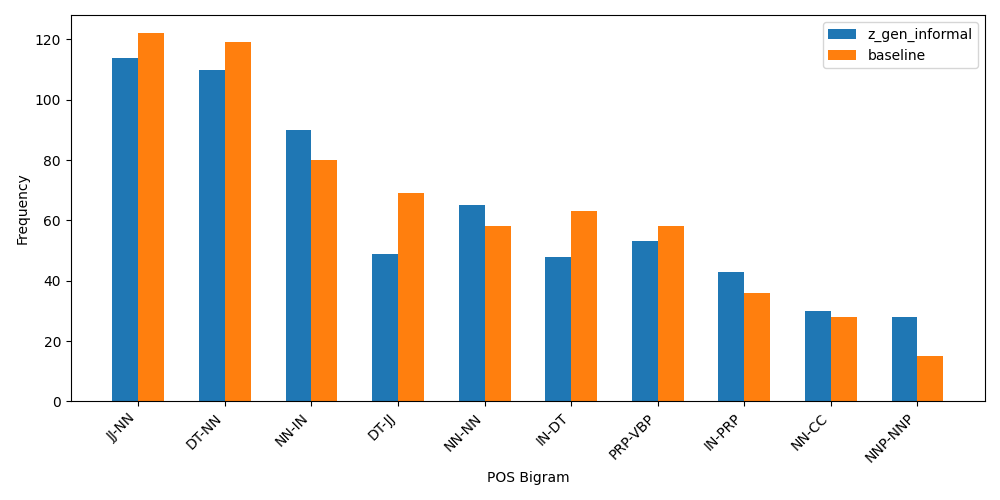 z_gen_informal
baseline
Frequency
120
100
80
60
40
20
0
JJ-NN
DT-NN
NN-IN
DT-JJ
NN-NN
IN-DT
PRP-VBP
IN-PRP
NN-CC
NNP-NNP
POS Bigram